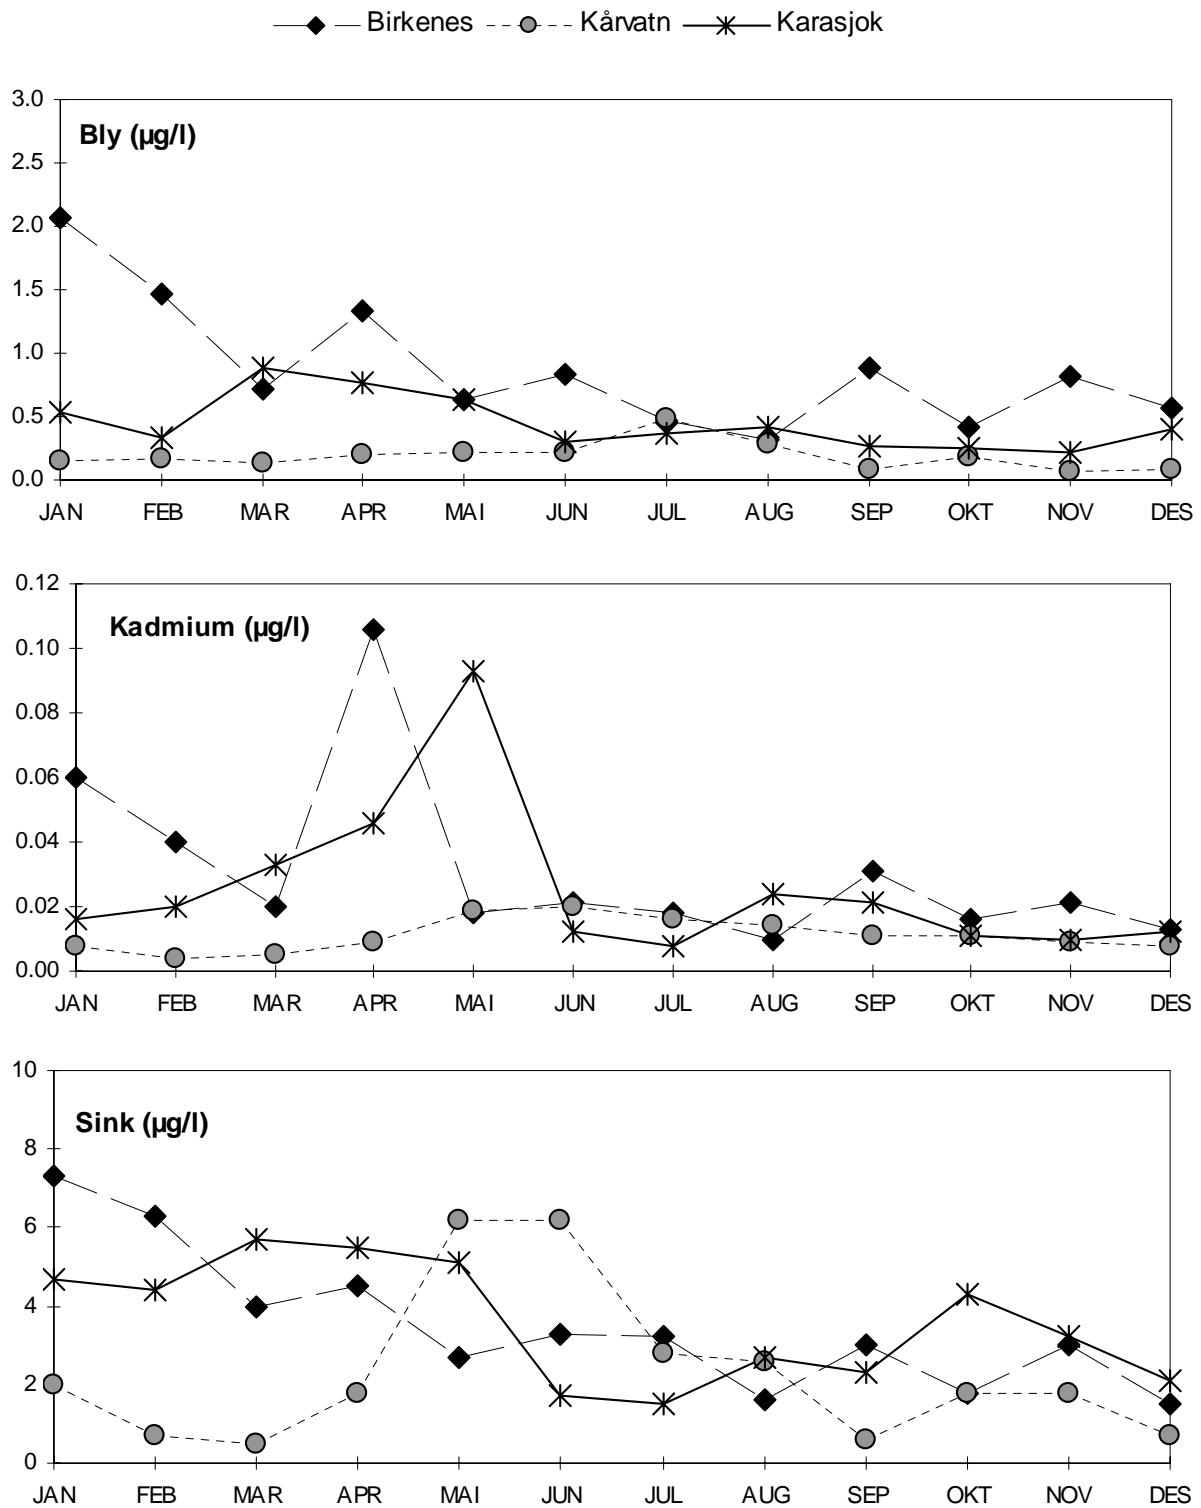 Birkenes Kårvatn Karasjok
3.0
Bly (µg/l)
2.5
2.0
1.5
1.0
0.5
0.0
JAN FEB MAR APR MAI JUN JUL AUG SEP OKT NOV DES
0.12
Kadmium (µg/l)
0.10
0.08
0.06
0.04
0.02
0.00
JAN FEB MAR APR MAI JUN JUL AUG SEP OKT NOV DES
10
Sink (µg/l)
8
6
4
2
0
JAN FEB MAR APR MAI JUN JUL AUG SEP OKT NOV DES